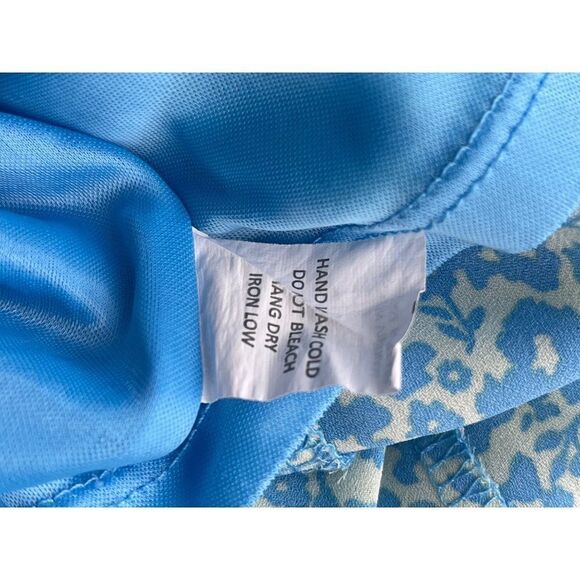 HAND WASH COLD
DO NOT BLEACH
HANG DRY
IRON LOW